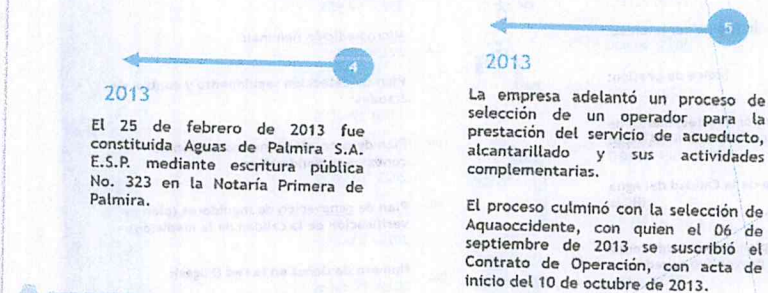 4
2013
El 25 de febrero de 2013 fue
constituida Aguas de Palmira S.A.
E.S.P. mediante escritura pública
No. 323 en la Notaría Primera de
Palmira.
5
2013
La empresa adelantó un proceso de
selección de un operador para la
prestación del servicio de acueducto,
alcantarillado y sus actividades
complementarias.
El proceso culminó con la selección de
Aquaoccidente, con quien el 06 de
septiembre de 2013 se suscribió el
Contrato de Operación, con acta de
inicio del 10 de octubre de 2013.